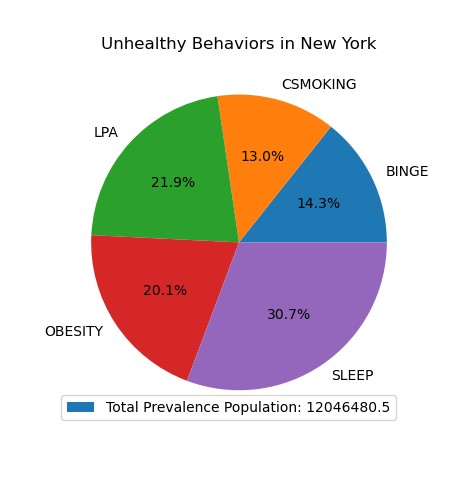 Unhealthy Behaviors in New York
CSMOKING
LPA
13.0%
BINGE
21.9%
14.3%
20.1%
30.7%
OBESITY
SLEEP
Total Prevalence Population: 12046480.5